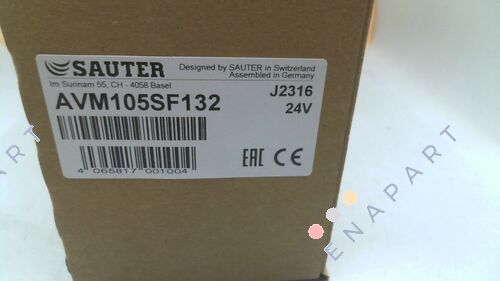 SAUTER
Designed by SAUTER in Switzerland
Assembled in Germany
Im Surinam 55, CH - 4058 Basel
AVM105SF132
J2316
24V
EAC CE
4 065817 001004
ENAPART
ENAPART